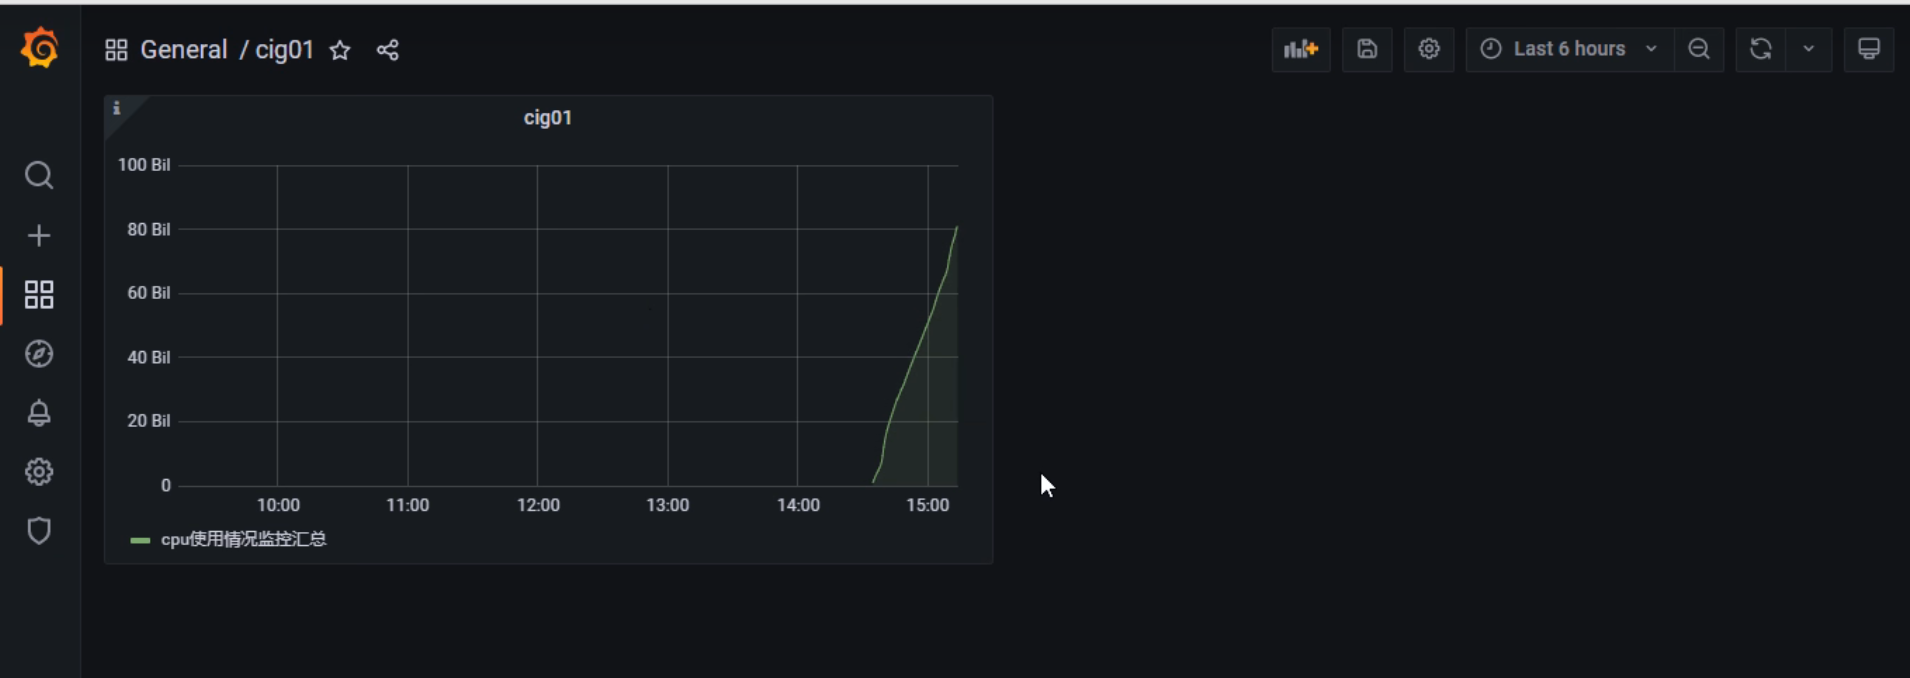 General / cig01
Last 6 hours
i
cig01
100 Bil
80 Bil
60 Bil
40 Bil
20 Bil
0
10:00 11:00 12:00 13:00 14:00 15:00
cpu使用情况监控汇总